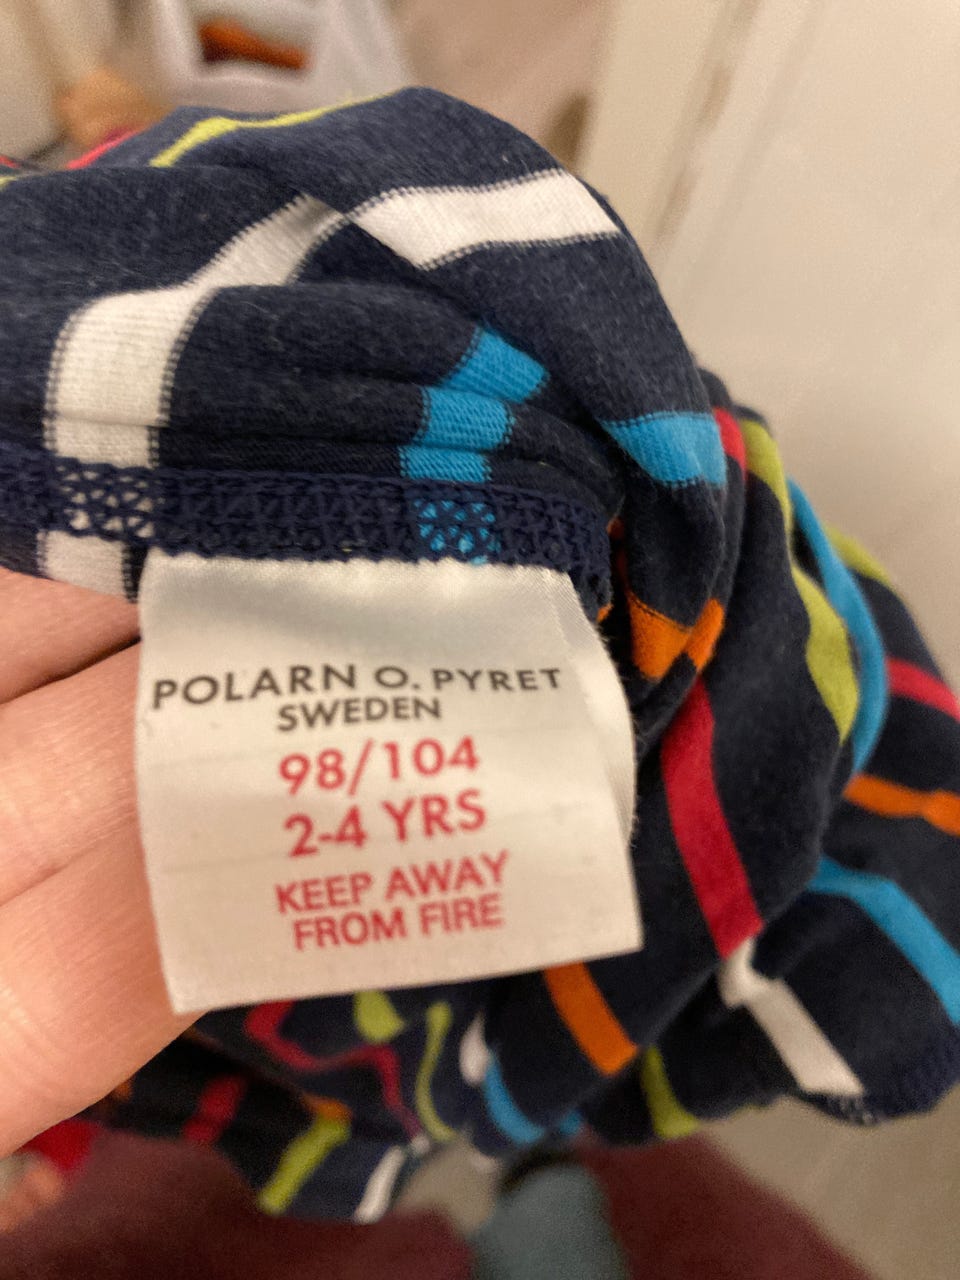 POLARN O. PYRET
SWEDEN
98/104
2-4 YRS
KEEP AWAY
FROM FIRE